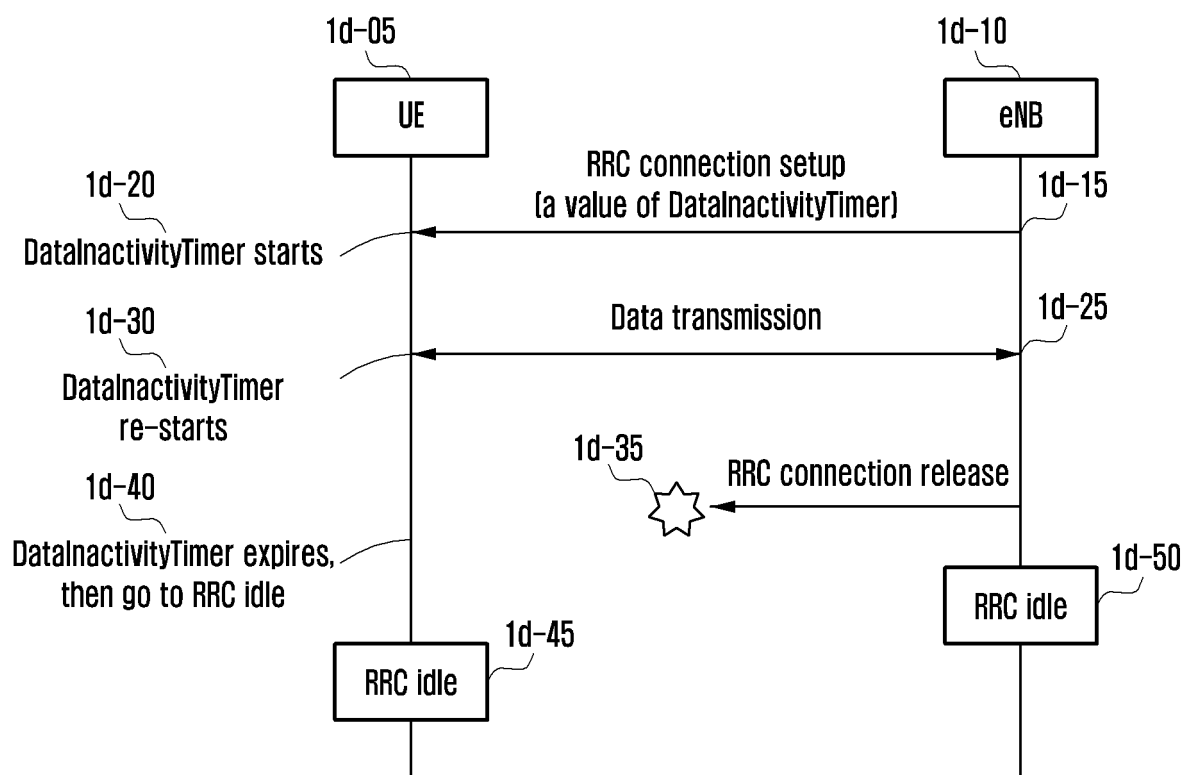 1d-05
1d-10
UE
eNB
RRC connection setup
(a value of DataInactivityTimer)
1d-15
1d-20
DataInactivityTimer starts
Data transmission
1d-25
1d-30
DataInactivityTimer
re-starts
1d-35
RRC connection release
1d-40
DataInactivityTimer expires,
then go to RRC idle
1d-50
RRC idle
1d-45
RRC idle